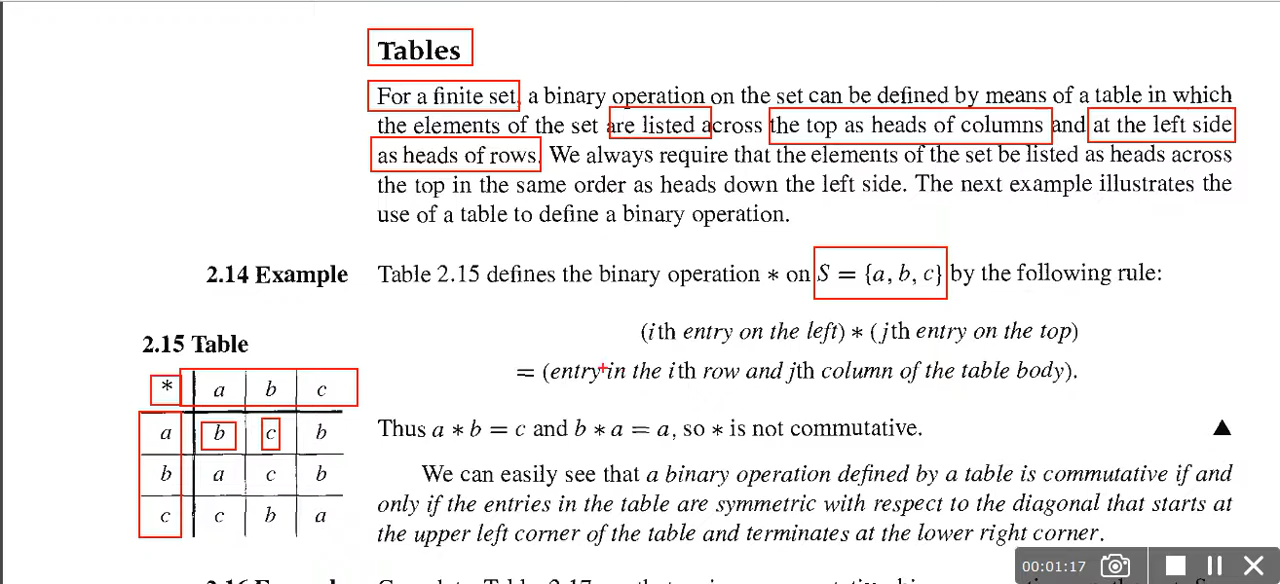 Tables
For a finite set, a binary operation on the set can be defined by means of a table in which
the elements of the set are listed across the top as heads of columns and at the left side
as heads of rows. We always require that the elements of the set be listed as heads across
the top in the same order as heads down the left side. The next example illustrates the
use of a table to define a binary operation.
2.14 Example Table 2.15 defines the binary operation * on S = {a, b, c} by the following rule:
(ith entry on the left) * (jth entry on the top)
= (entry in the ith row and jth column of the table body).
2.15 Table
* a b c
a b c b
b a c b
c c b a
Thus a * b = c and b * a = a, so * is not commutative. ▲
We can easily see that a binary operation defined by a table is commutative if and
only if the entries in the table are symmetric with respect to the diagonal that starts at
the upper left corner of the table and terminates at the lower right corner.
00:01:17